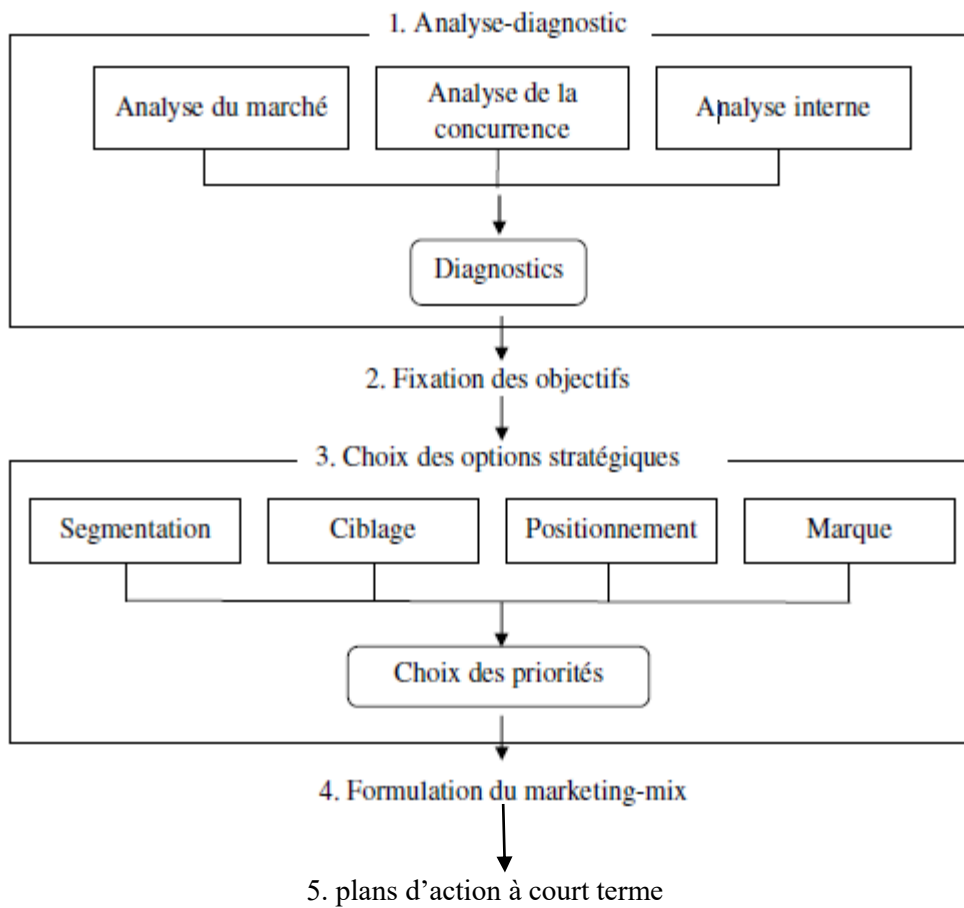 1. Analyse-diagnostic
Analyse du marché
Analyse de la
concurrence
Analyse interne
Diagnostics
2. Fixation des objectifs
3. Choix des options stratégiques
Segmentation
Ciblage
Positionnement
Marque
Choix des priorités
4. Formulation du marketing-mix
5. plans d’action à court terme